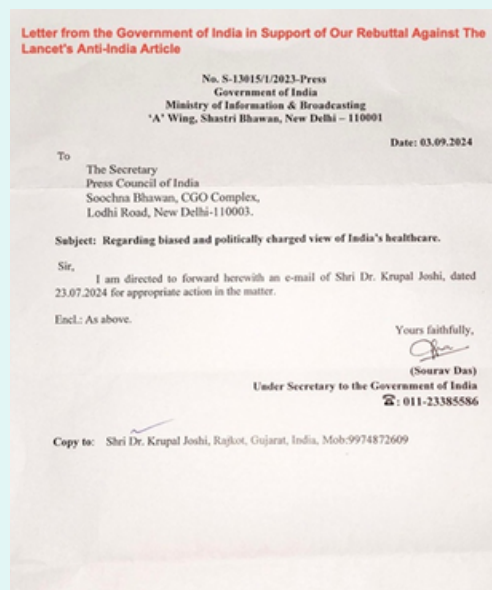 Letter from the Government of India in Support of Our Rebuttal Against The
Lancet's Anti-India Article
No. S-13015/1/2023-Press
Government of India
Ministry of Information & Broadcasting
'A' Wing, Shastri Bhawan, New Delhi – 110001
Date: 03.09.2024
To
The Secretary
Press Council of India
Soochna Bhawan, CGO Complex,
Lodhi Road, New Delhi-110003.
Subject: Regarding biased and politically charged view of India's healthcare.
Sir,
I am directed to forward herewith an e-mail of Shri Dr. Krupal Joshi, dated
23.07.2024 for appropriate action in the matter.
Encl.: As above.
Yours faithfully,
(Sourav Das)
Under Secretary to the Government of India
☎: 011-23385586
Copy to: Shri Dr. Krupal Joshi, Rajkot, Gujarat, India, Mob:9974872609